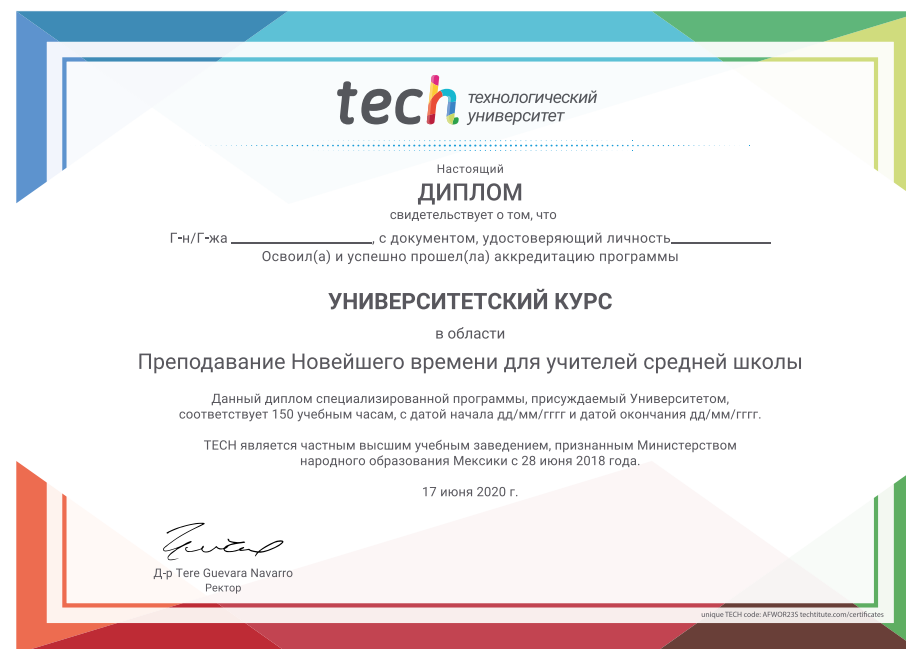 tech технологический
университет
Настоящий
ДИПЛОМ
свидетельствует о том, что
Г-н/Г-жа ________________, с документом, удостоверяющий личность____________
Освоил(а) и успешно прошел(ла) аккредитацию программы
УНИВЕРСИТЕТСКИЙ КУРС
в области
Преподавание Новейшего времени для учителей средней школы
Данный диплом специализированной программы, присуждаемый Университетом,
соответствует 150 учебным часам, с датой начала дд/мм/гггг и датой окончания дд/мм/гггг.
TECH является частным высшим учебным заведением, признанным Министерством
народного образования Мексики с 28 июня 2018 года.
17 июня 2020 г.
Д-р Tere Guevara Navarro
Ректор
unique TECH code: AFWOR23S techtitute.com/certificates